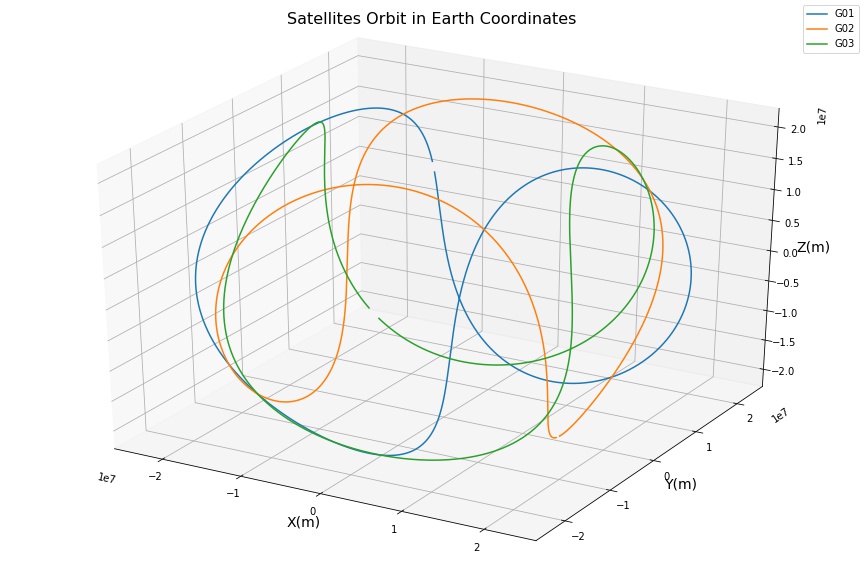 Satellites Orbit in Earth Coordinates
G01
G02
G03
1e7
2.0
1.5
1.0
0.5
0.0
Z(m)
−0.5
−1.0
−1.5
−2.0
1e7
2
1
0
Y(m)
−1
−2
1e7
−2
−1
0
X(m)
1
2